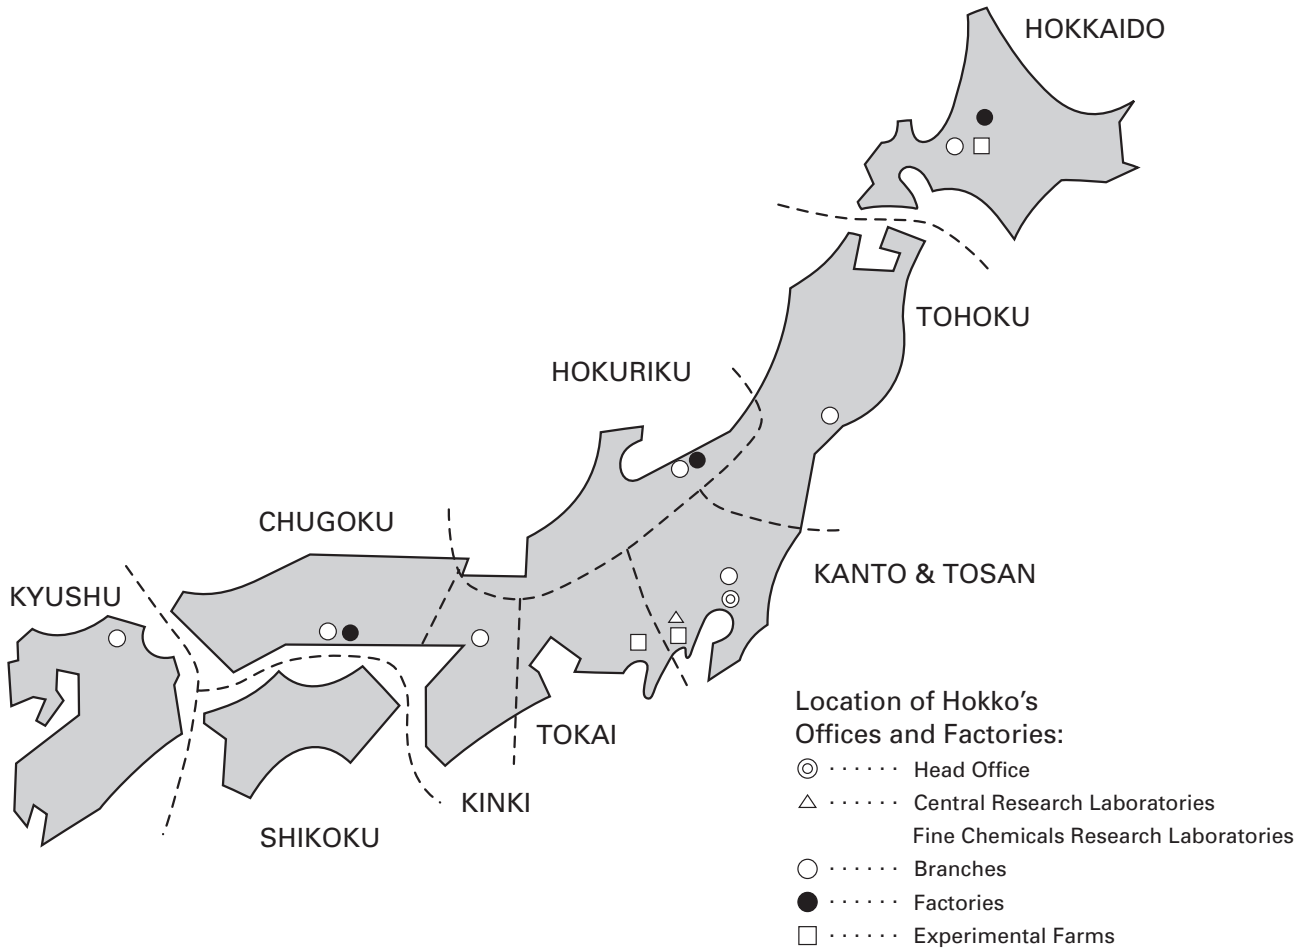 HOKKAIDO
TOHOKU
HOKURIKU
CHUGOKU
KANTO & TOSAN
KYUSHU
TOKAI
KINKI
SHIKOKU
Location of Hokko’s
Offices and Factories:
◎ · · · · · · Head Office
△ · · · · · · Central Research Laboratories
Fine Chemicals Research Laboratories
○ · · · · · · Branches
● · · · · · · Factories
□ · · · · · · Experimental Farms